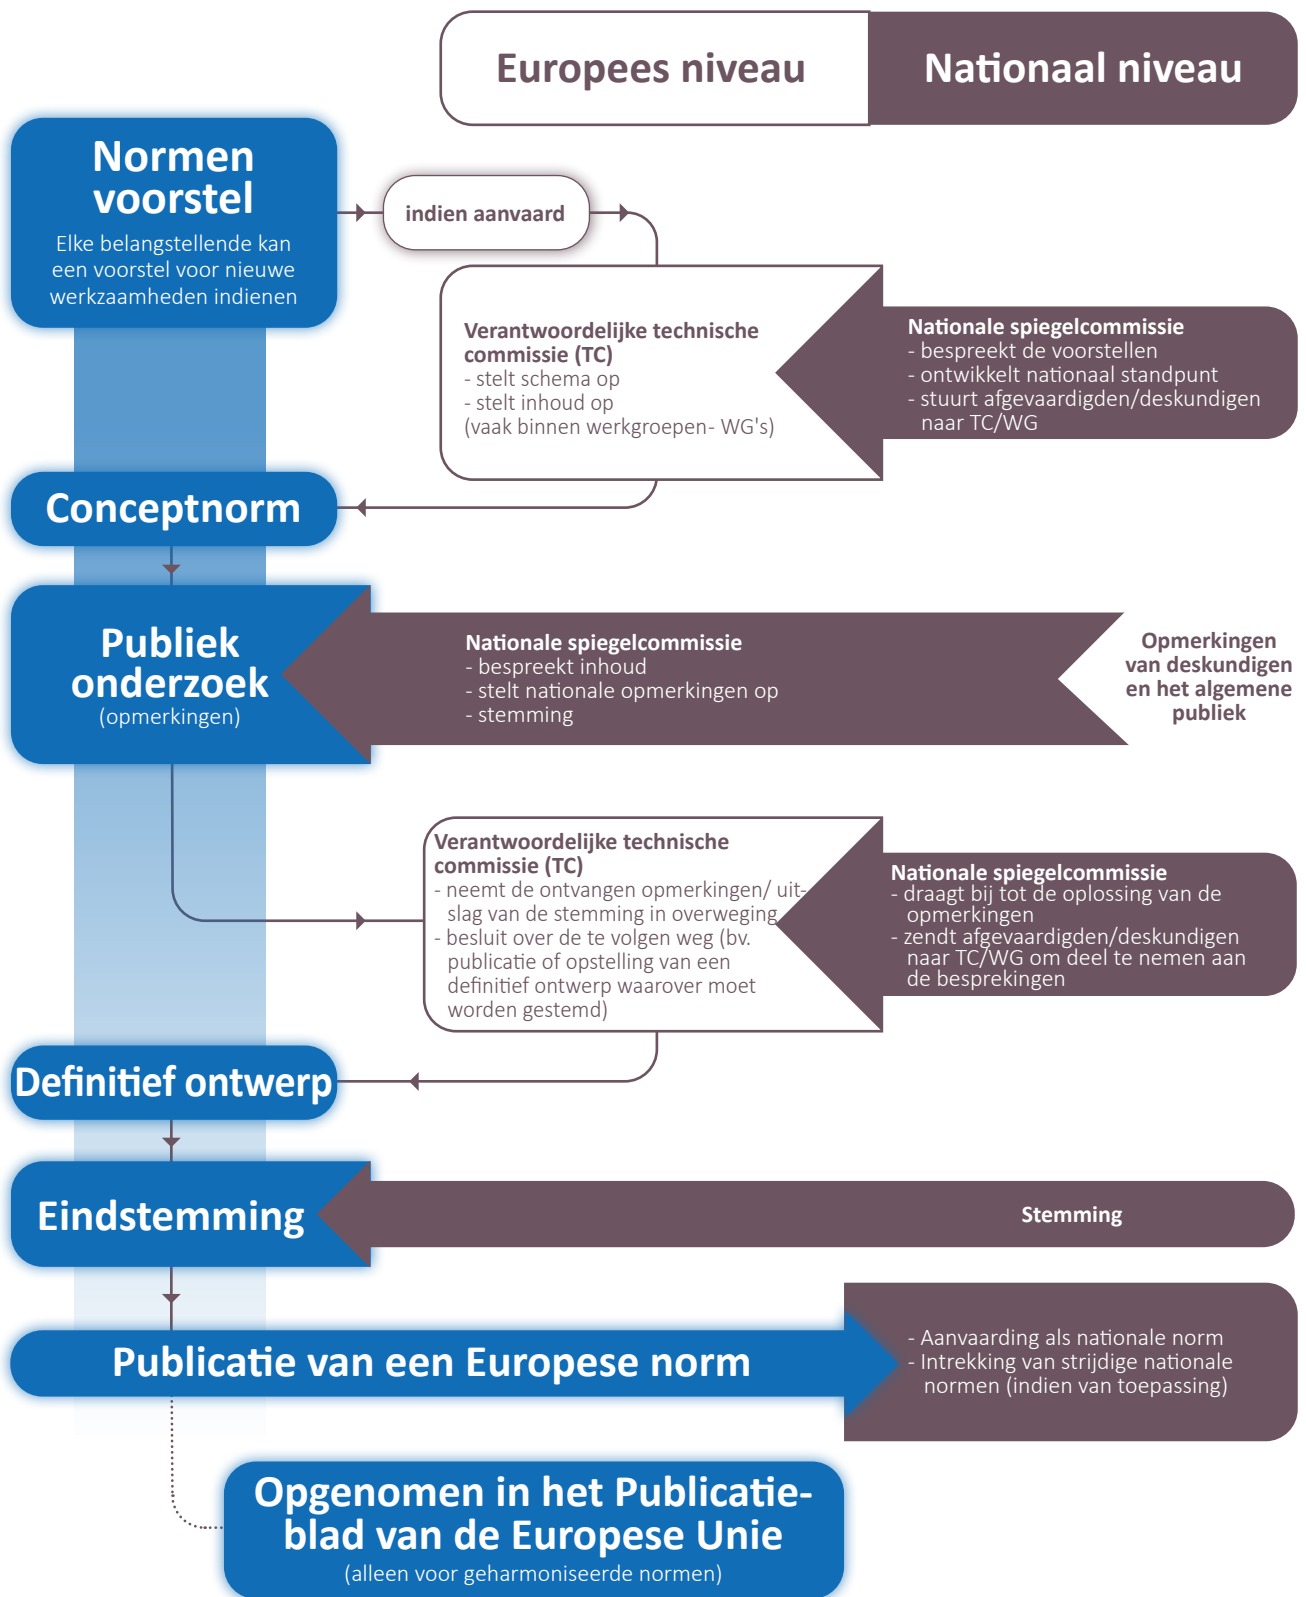 Europees niveau
Nationaal niveau
Normen
voorstel
Elke belangstellende kan
een voorstel voor nieuwe
werkzaamheden indienen
indien aanvaard
Verantwoordelijke technische
commissie (TC)
- stelt schema op
- stelt inhoud op
(vaak binnen werkgroepen- WG's)
Nationale spiegelcommissie
- bespreekt de voorstellen
- ontwikkelt nationaal standpunt
- stuurt afgevaardigden/deskundigen
naar TC/WG
Conceptnorm
Publiek
onderzoek
(opmerkingen)
Nationale spiegelcommissie
- bespreekt inhoud
- stelt nationale opmerkingen op
- stemming
Opmerkingen
van deskundigen
en het algemene
publiek
Verantwoordelijke technische
commissie (TC)
- neemt de ontvangen opmerkingen/ uit-
slag van de stemming in overweging
- besluit over de te volgen weg (bv.
publicatie of opstelling van een
definitief ontwerp waarover moet
worden gestemd)
Nationale spiegelcommissie
- draagt bij tot de oplossing van de
opmerkingen
- zendt afgevaardigden/deskundigen
naar TC/WG om deel te nemen aan
de besprekingen
Definitief ontwerp
Eindstemming
Stemming
Publicatie van een Europese norm
- Aanvaarding als nationale norm
- Intrekking van strijdige nationale
normen (indien van toepassing)
Opgenomen in het Publicatie-
blad van de Europese Unie
(alleen voor geharmoniseerde normen)